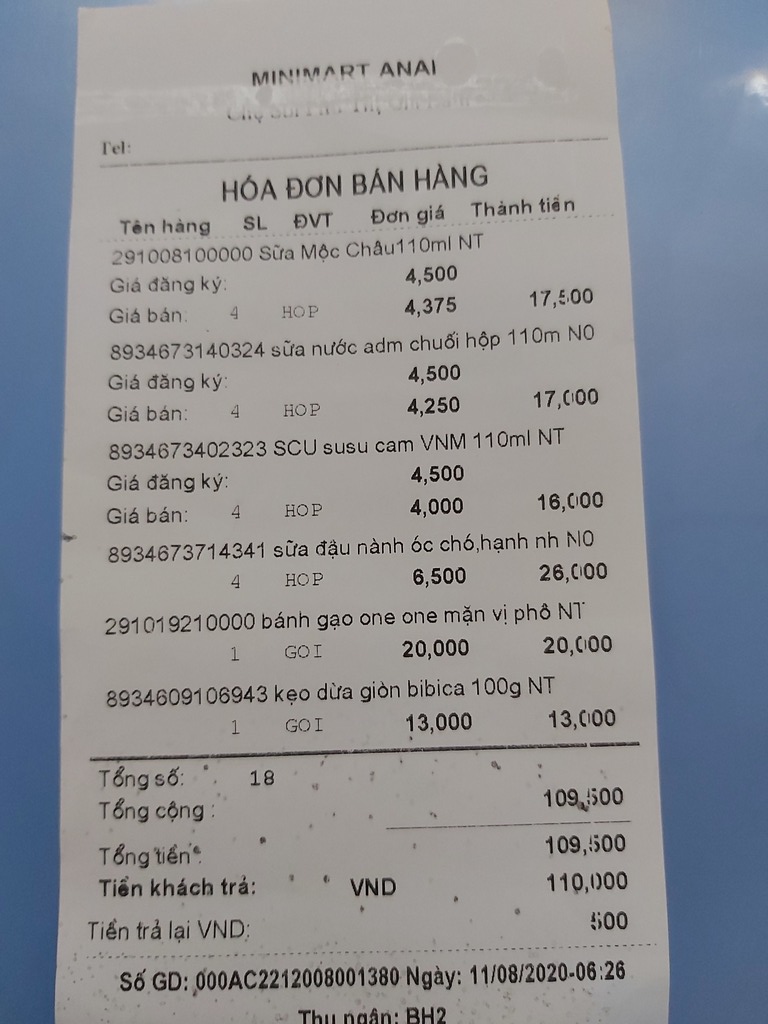 MINIMART ANAI
Tel:
HÓA ĐƠN BÁN HÀNG
Tên hàng SL ĐVT Đơn giá Thành tiền
291008100000 Sữa Mộc Châu110ml NT
Giá đăng ký: 4,500
Giá bán: 4 HOP 4,375 17,500
8934673140324 sữa nước adm chuối hộp 110m N0
Giá đăng ký: 4,500
Giá bán: 4 HOP 4,250 17,000
8934673402323 SCU susu cam VNM 110ml NT
Giá đăng ký: 4,500
Giá bán: 4 HOP 4,000 16,000
8934673714341 sữa đậu nành óc chó,hạnh nh N0
4 HOP 6,500 26,000
291019210000 bánh gạo one one mặn vị phô NT
1 GOI 20,000 20,000
8934609106943 kẹo dừa giòn bibica 100g NT
1 GOI 13,000 13,000
Tổng số: 18
Tổng cộng : 109,500
Tổng tiền : 109,500
Tiền khách trả: VND 110,000
Tiền trả lại VND: 500
Số GD: 000AC2212008001380 Ngày: 11/08/2020-06:26
Thu ngân: BH2